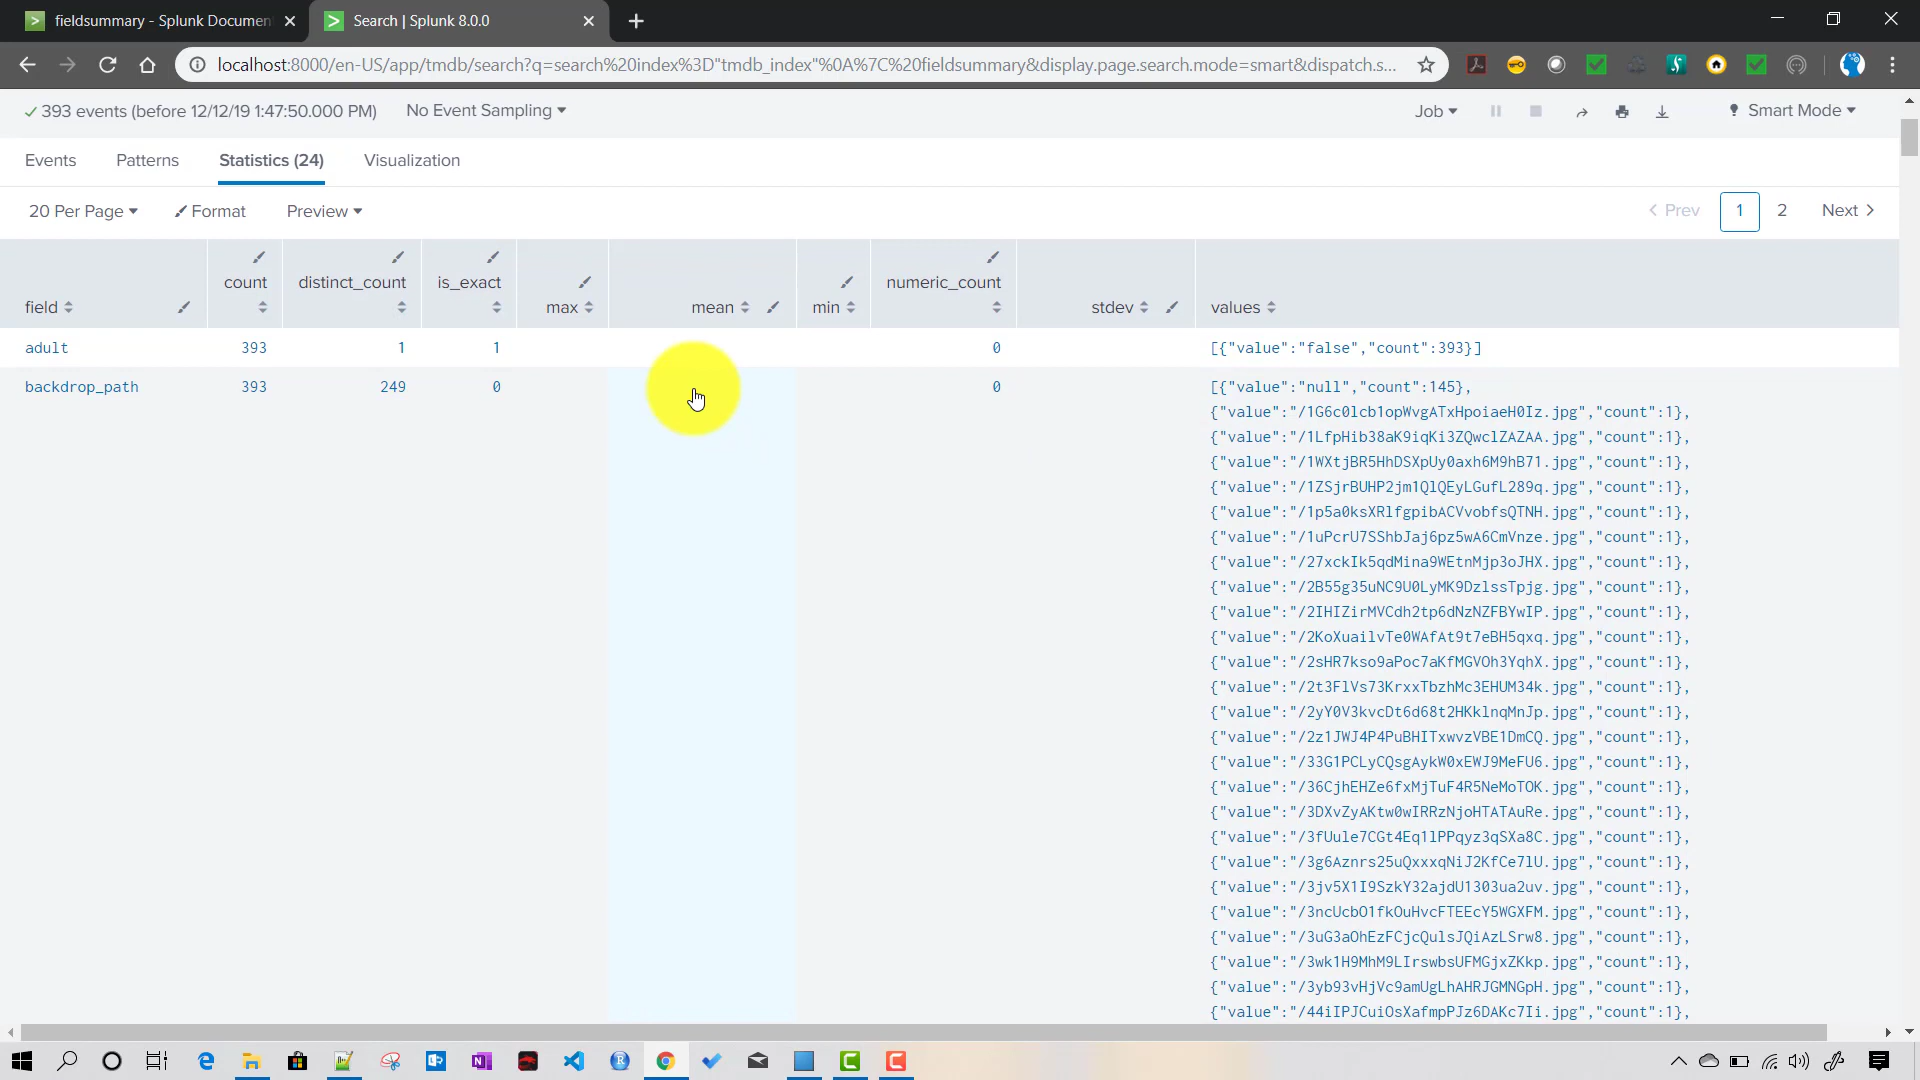 fieldsummary - Splunk Documen
Search | Splunk 8.0.0
localhost:8000/en-US/app/tmdb/search?q=search%20index%3D"tmdb_index"%0A%7C%20fieldsummary&display.page.search.mode=smart&dispatch.s...
393 events (before 12/12/19 1:47:50.000 PM)
No Event Sampling
Job
Smart Mode
Events
Patterns
Statistics (24)
Visualization
20 Per Page
Format
Preview
Prev
1
2
Next
field
count
distinct_count
is_exact
max
mean
min
numeric_count
stdev
values
adult 393 1 1 0 [{"value":"false","count":393}]
backdrop_path 393 249 0 0 [{"value":"null","count":145},
{"value":"/1G6c0lcb1opWvgATxHpoiaeH0Iz.jpg","count":1},
{"value":"/1LfpHib38aK9iqKi3ZQwclZAZAA.jpg","count":1},
{"value":"/1WXtjBR5HhDSXpUy0axh6M9hB71.jpg","count":1},
{"value":"/1ZSjrBUHP2jm1QlQEyLGufL289q.jpg","count":1},
{"value":"/1p5a0ksXRlfgpibACVvobfsQTNH.jpg","count":1},
{"value":"/1uPcrU7SShbJaj6pz5wA6CmVnze.jpg","count":1},
{"value":"/27xckIk5qdMina9WEtnMjp3oJHX.jpg","count":1},
{"value":"/2B55g35uNC9U0LyMK9DzlssTpjg.jpg","count":1},
{"value":"/2IHIZirMVCdh2tp6dNzNZFBYwIP.jpg","count":1},
{"value":"/2KoXuailvTe0WAfAt9t7eBH5qxq.jpg","count":1},
{"value":"/2sHR7kso9aPoc7aKfMGVOh3YqhX.jpg","count":1},
{"value":"/2t3FlVs73KrxxTbzhMc3EHUM34k.jpg","count":1},
{"value":"/2yY0V3kvcDt6d68t2HKklnqMnJp.jpg","count":1},
{"value":"/2z1JWJ4P4PuBHITxwvzVBE1DmCQ.jpg","count":1},
{"value":"/33G1PCLyCQsgAykW0xEWJ9MeFU6.jpg","count":1},
{"value":"/36CjhEHZe6fxMjTuF4R5NeMoTOK.jpg","count":1},
{"value":"/3DXvZyAKtw0wIRRzNjoHTATAuRe.jpg","count":1},
{"value":"/3fUule7CGt4Eq1lPPqyz3qSXa8C.jpg","count":1},
{"value":"/3g6Aznrs25uQxxxqNiJ2KfCe7lU.jpg","count":1},
{"value":"/3jv5X1I9SzkY32ajdU1303ua2uv.jpg","count":1},
{"value":"/3ncUcbO1fkOuHvcFTEEcY5WGXFM.jpg","count":1},
{"value":"/3uG3aOhEzFCjcQulsJQiAzLSrw8.jpg","count":1},
{"value":"/3wk1H9MhM9LIrswbsUFMGjxZKkp.jpg","count":1},
{"value":"/3yb93vHjVc9amUgLhAHRJGMNGpH.jpg","count":1},
{"value":"/44iIPJCuiOsXafmpPJz6DAKc7Ii.jpg","count":1},